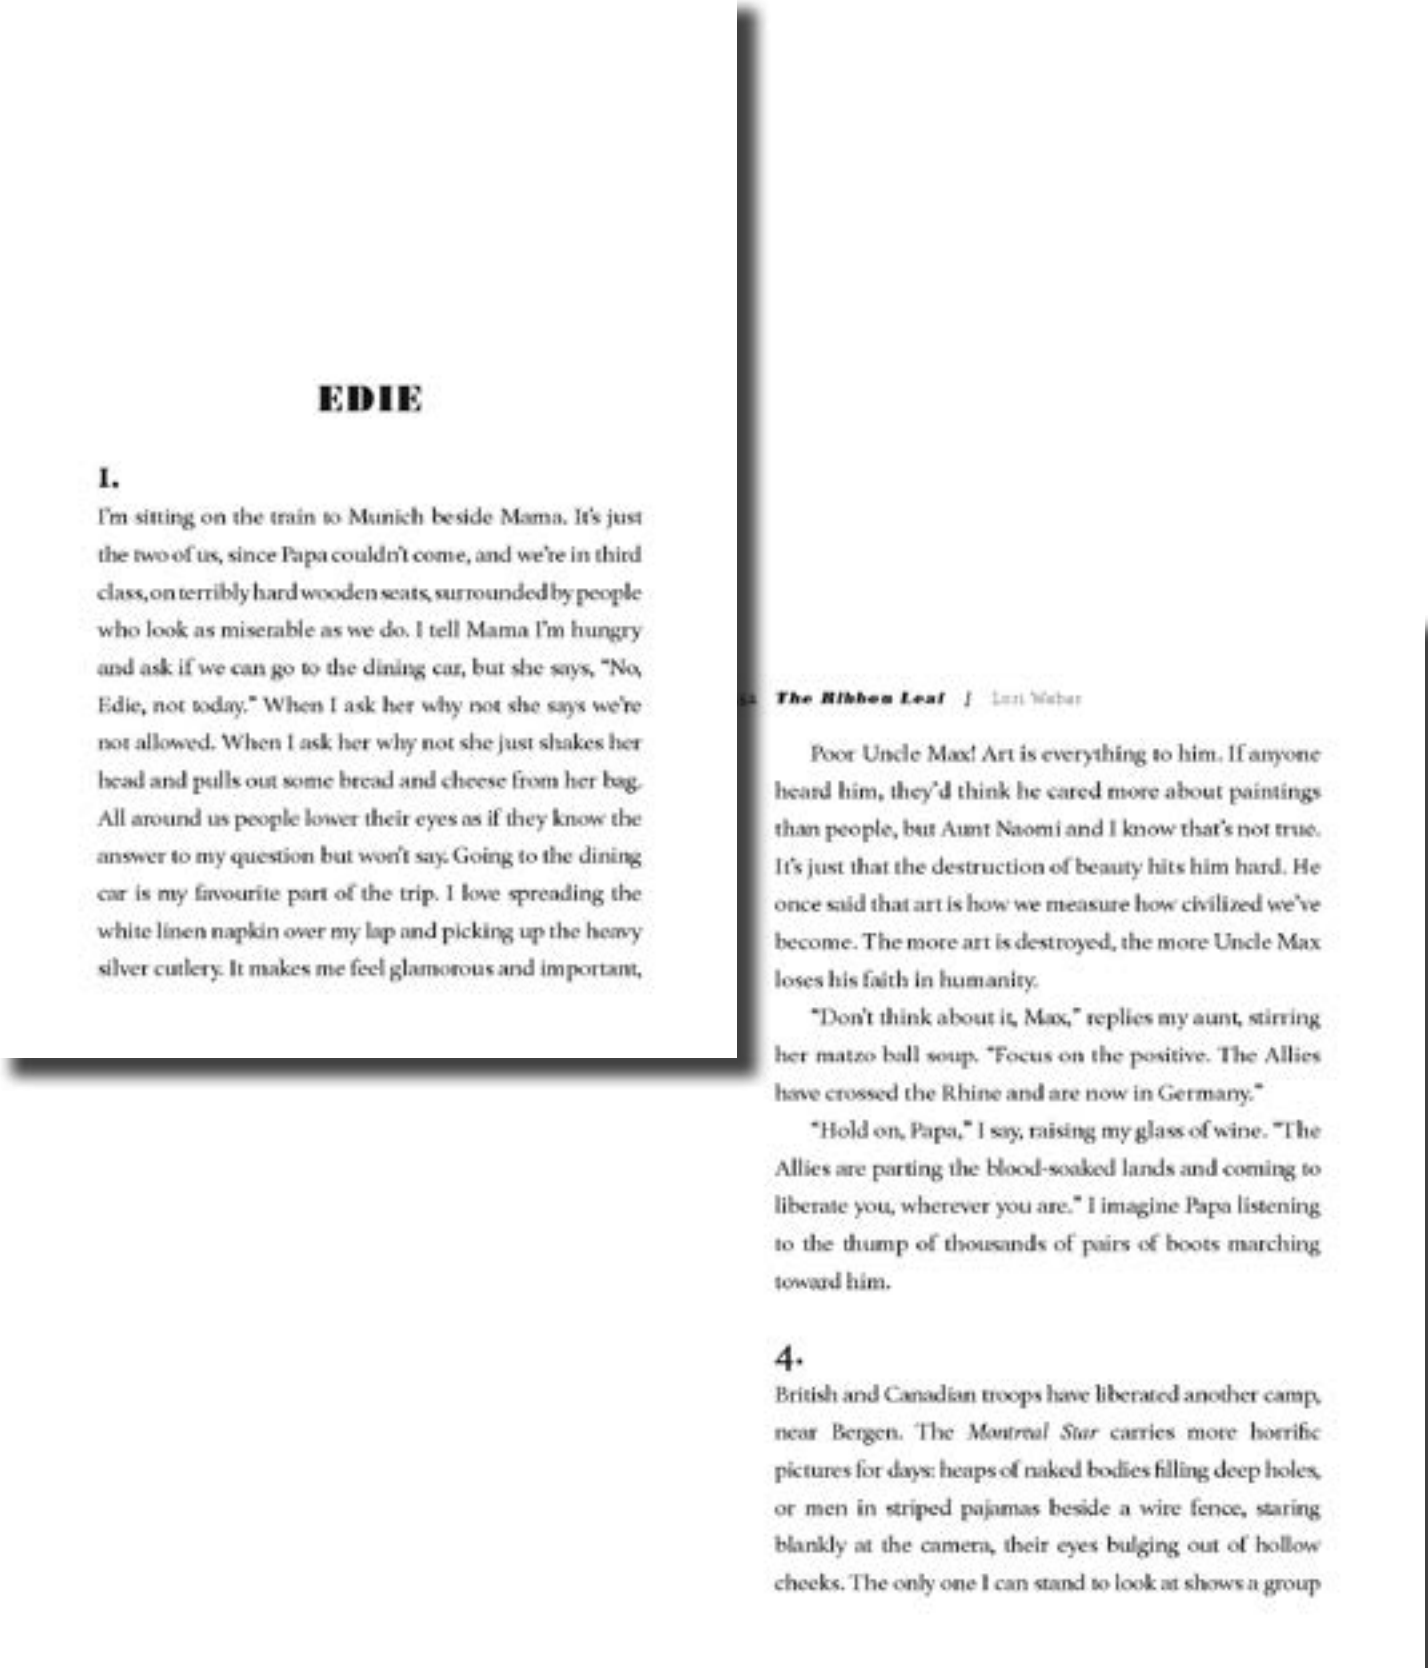 EDIE
1.
I'm sitting on the train to Munich beside Mama. It's just
the two of us, since Papa couldn't come, and we're in third
class, on terribly hard wooden seats, surrounded by people
who look as miserable as we do. I tell Mama I'm hungry
and ask if we can go to the dining car, but she says, “No,
Edie, not today.” When I ask her why not she says we're
not allowed. When I ask her why not she just shakes her
head and pulls out some bread and cheese from her bag.
All around us people lower their eyes as if they know the
answer to my question but won't say. Going to the dining
car is my favourite part of the trip. I love spreading the
white linen napkin over my lap and picking up the heavy
silver cutlery. It makes me feel glamorous and important,
The Ribbon Leaf | Lori Weber
Poor Uncle Max! Art is everything to him. If anyone
heard him, they'd think he cared more about paintings
than people, but Aunt Naomi and I know that's not true.
It's just that the destruction of beauty hits him hard. He
once said that art is how we measure how civilized we've
become. The more art is destroyed, the more Uncle Max
loses his faith in humanity.
“Don't think about it, Max,” replies my aunt, stirring
her matzo ball soup. “Focus on the positive. The Allies
have crossed the Rhine and are now in Germany.”
“Hold on, Papa,” I say, raising my glass of wine. “The
Allies are parting the blood-soaked lands and coming to
liberate you, wherever you are.” I imagine Papa listening
to the thump of thousands of pairs of boots marching
toward him.
4.
British and Canadian troops have liberated another camp,
near Bergen. The Montreal Star carries more horrific
pictures for days: heaps of naked bodies filling deep holes,
or men in striped pajamas beside a wire fence, staring
blankly at the camera, their eyes bulging out of hollow
cheeks. The only one I can stand to look at shows a group